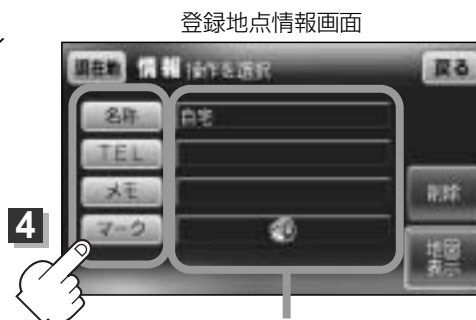 登録地点情報画面
現在地 情報 操作を選択 戻る
名称 自宅
TEL
メモ
削除
4 マーク
地図
表示